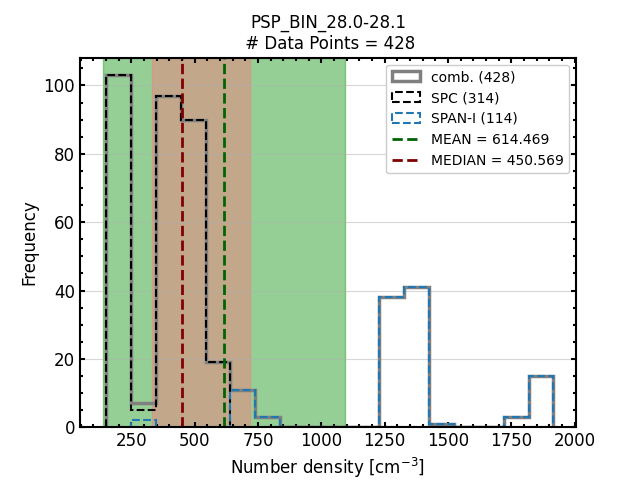 PSP_BIN_28.0-28.1
# Data Points = 428
comb. (428)
SPC (314)
SPAN-I (114)
MEAN = 614.469
MEDIAN = 450.569
Frequency
100
80
60
40
20
0
250 500 750 1000 1250 1500 1750 2000
Number density [cm⁻³]